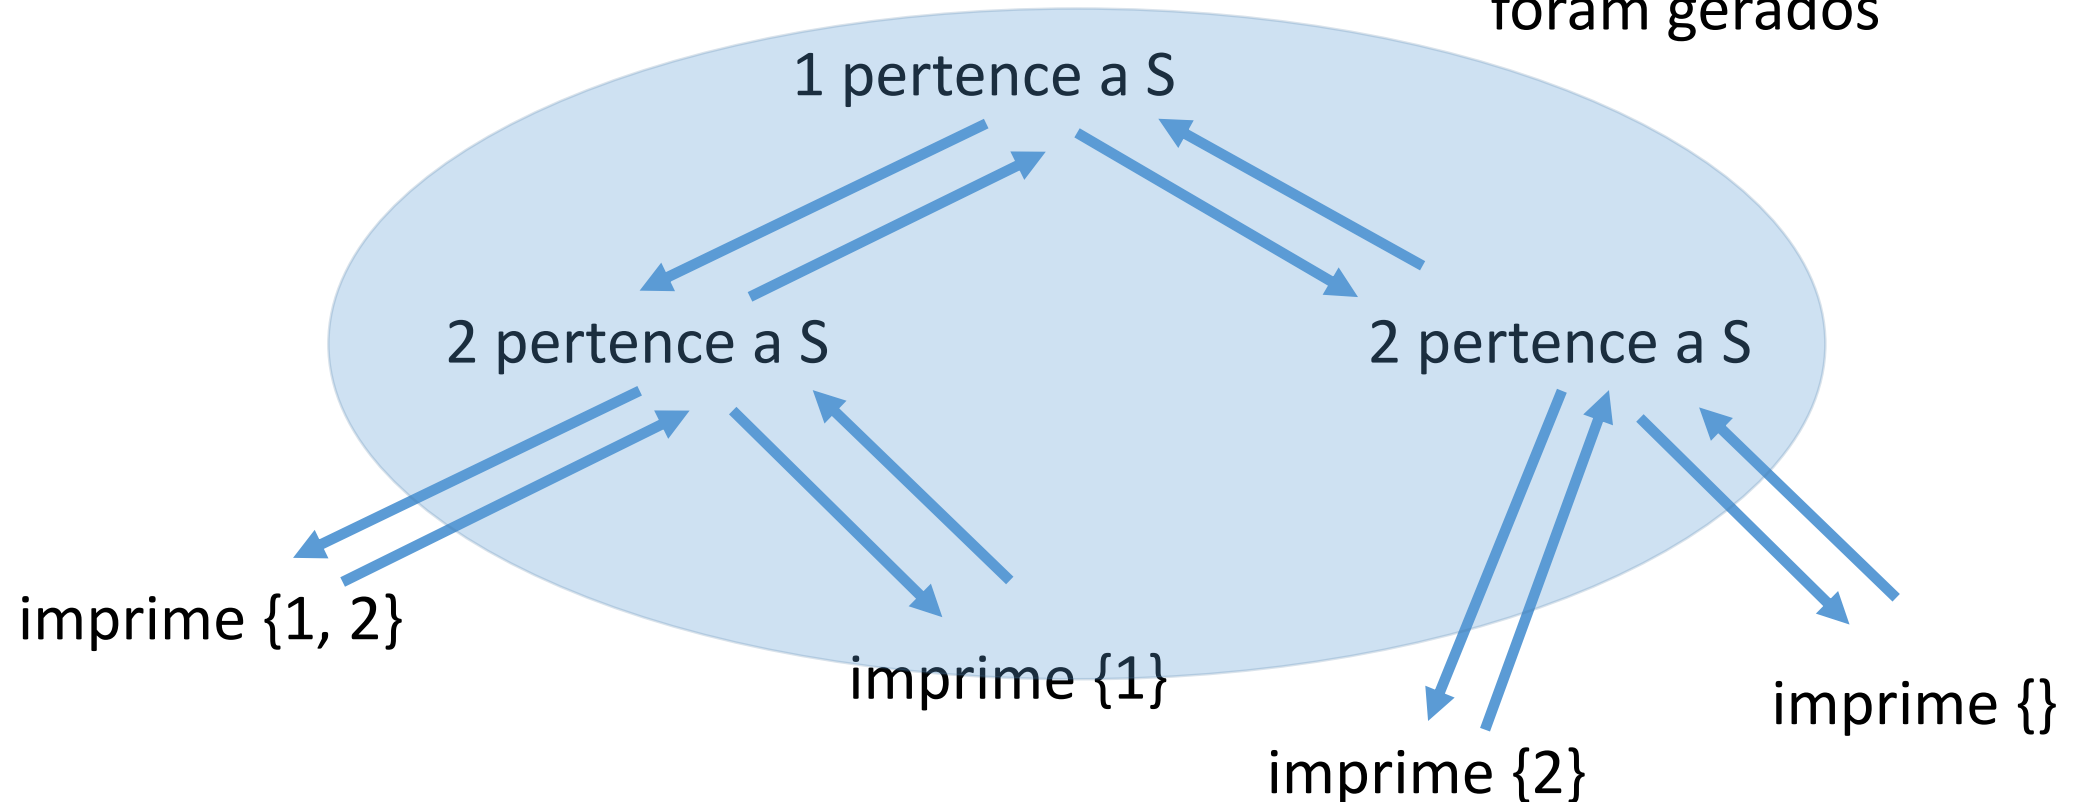 foram gerados
1 pertence a S
2 pertence a S
2 pertence a S
imprime {1, 2}
imprime {1}
imprime {2}
imprime {}